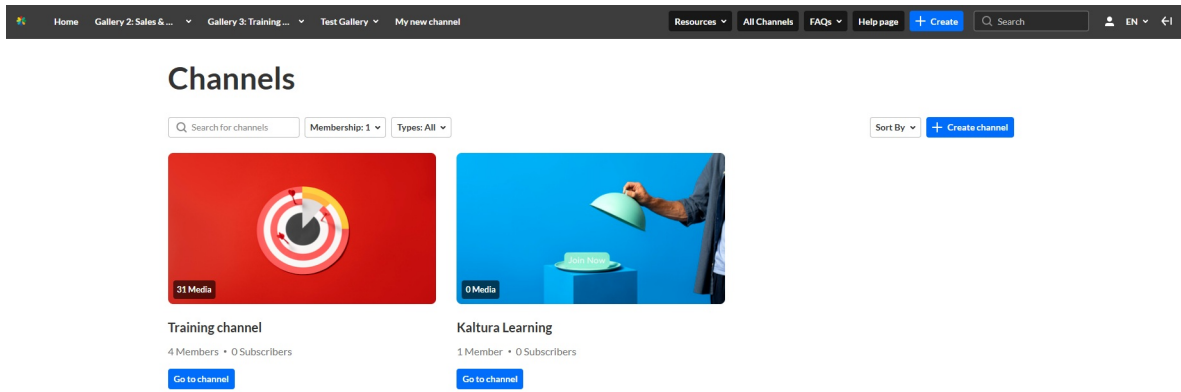 Home Gallery 2: Sales & ... Gallery 3: Training ... Test Gallery My new channel Resources All Channels FAQs Help page + Create Search EN
Channels
Search for channels Membership: 1 Types: All Sort By + Create channel
Join Now
31 Media 0 Media
Training channel Kaltura Learning
4 Members • 0 Subscribers 1 Member • 0 Subscribers
Go to channel Go to channel